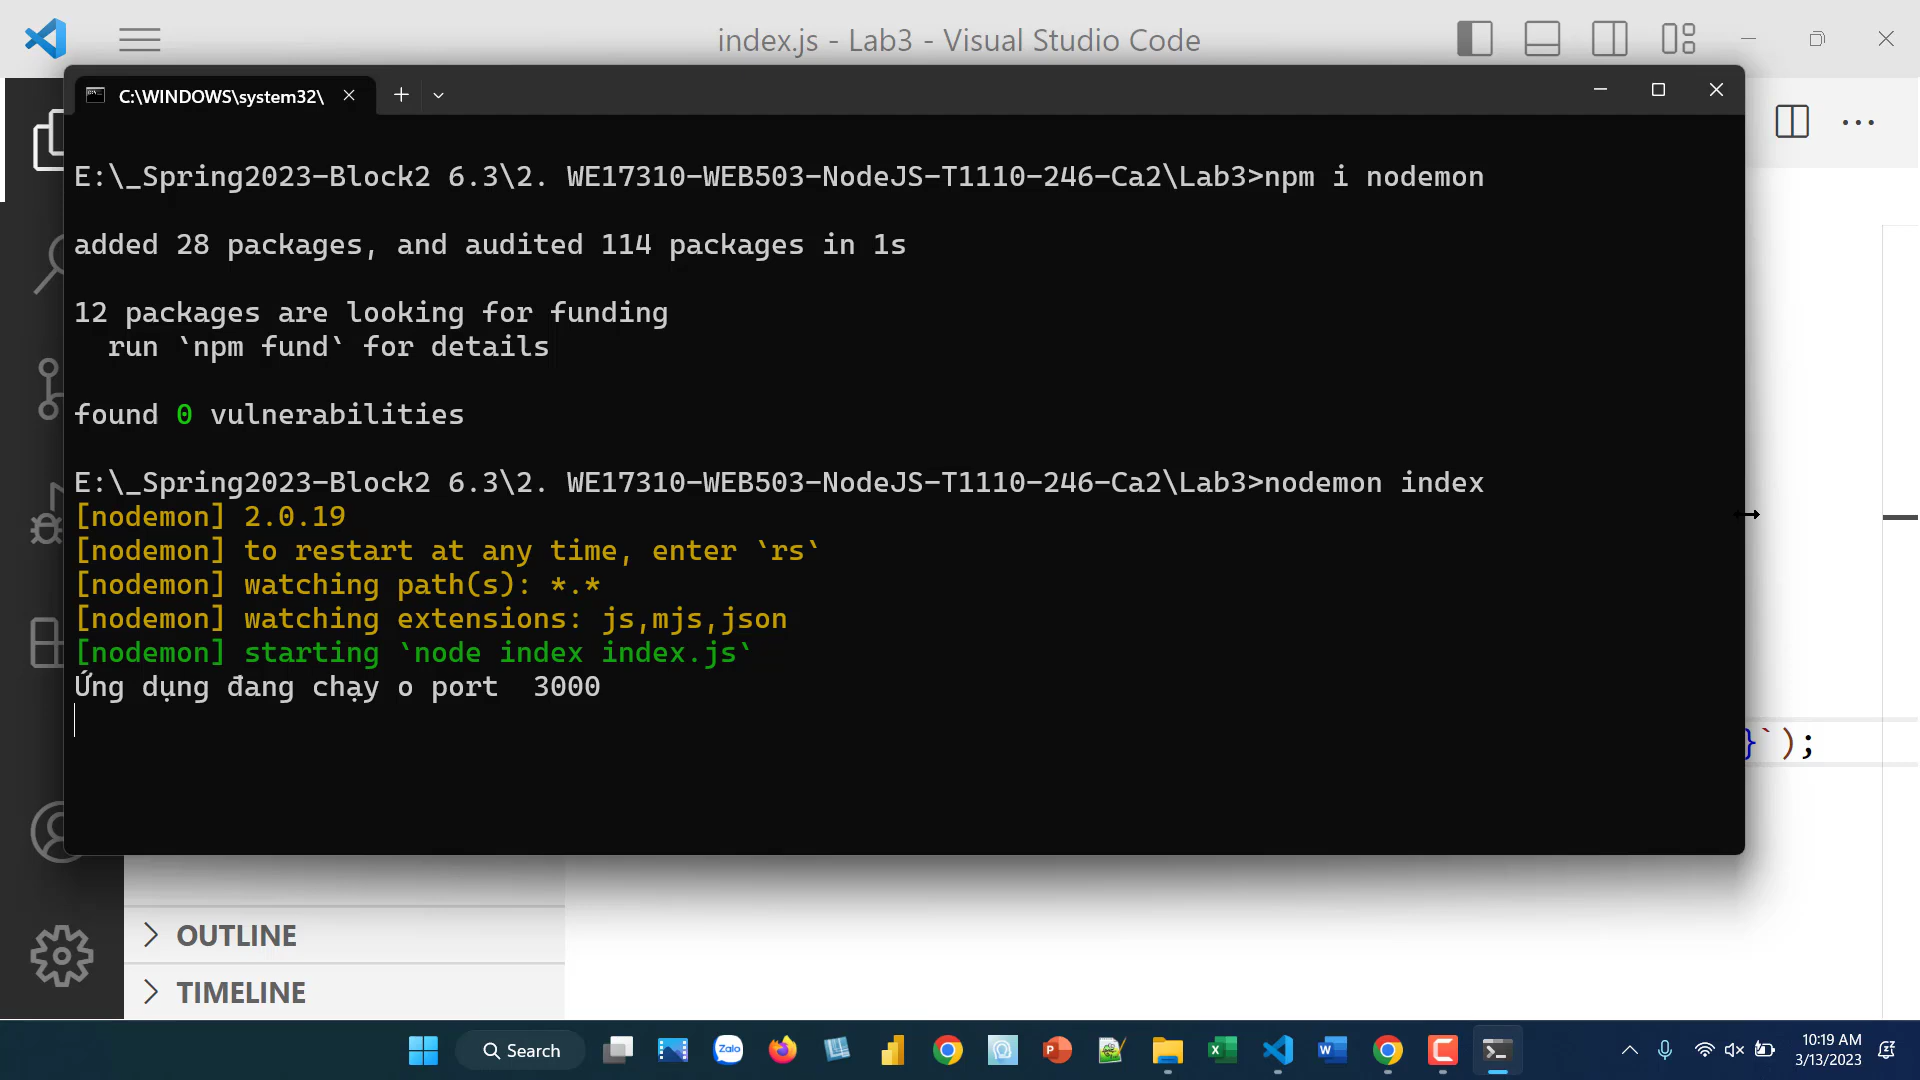 index.js - Lab3 - Visual Studio Code
C:\WINDOWS\system32\
E:\_Spring2023-Block2 6.3\2. WE17310-WEB503-NodeJS-T1110-246-Ca2\Lab3>npm i nodemon
added 28 packages, and audited 114 packages in 1s
12 packages are looking for funding
run `npm fund` for details
found 0 vulnerabilities
E:\_Spring2023-Block2 6.3\2. WE17310-WEB503-NodeJS-T1110-246-Ca2\Lab3>nodemon index
[nodemon] 2.0.19
[nodemon] to restart at any time, enter `rs`
[nodemon] watching path(s): *.*
[nodemon] watching extensions: js,mjs,json
[nodemon] starting `node index index.js`
Ứng dụng đang chạy o port  3000
}`);
OUTLINE
TIMELINE
Search
Zalo
10:19 AM
3/13/2023